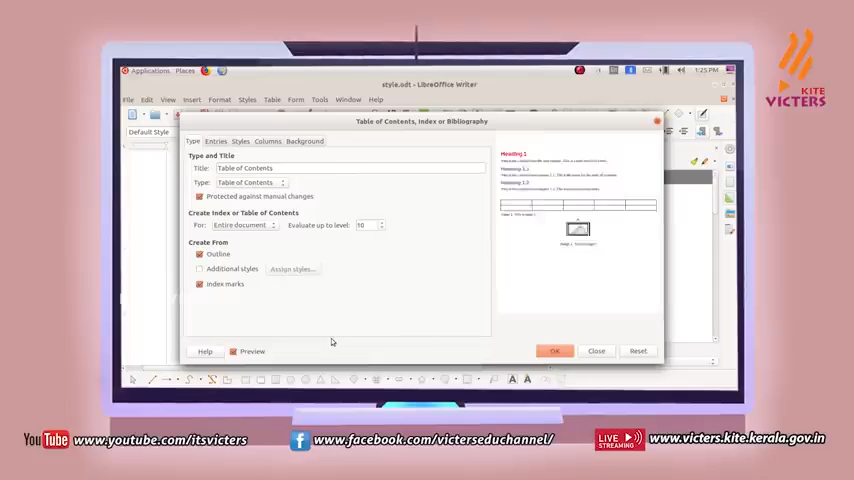 Applications Places
1:25 PM
style.odt - LibreOffice Writer
File Edit View Insert Format Styles Table Form Tools Window Help
Default Style
Table of Contents, Index or Bibliography
Type Entries Styles Columns Background
Type and Title
Title: Table of Contents
Type: Table of Contents
Protected against manual changes
Create Index or Table of Contents
For: Entire document Evaluate up to level: 10
Create From
Outline
Additional styles Assign styles...
Index marks
Heading 1
Help Preview OK Close Reset
KITE
VICTERS
YouTube www.youtube.com/itsvicters
f www.facebook.com/victerseduchannel/
LIVE STREAMING www.victers.kite.kerala.gov.in